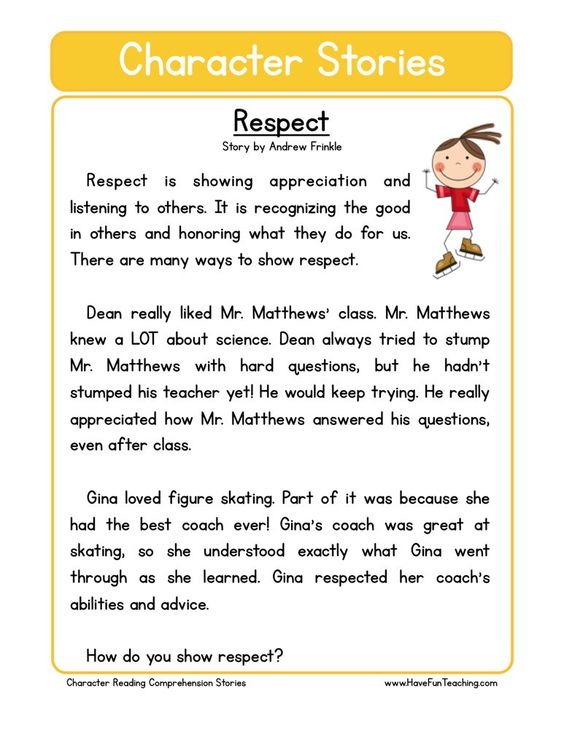 Character Stories
Respect
Story by Andrew Frinkle
Respect is showing appreciation and
listening to others. It is recognizing the good
in others and honoring what they do for us.
There are many ways to show respect.
Dean really liked Mr. Matthews' class. Mr. Matthews
knew a LOT about science. Dean always tried to stump
Mr. Matthews with hard questions, but he hadn't
stumped his teacher yet! He would keep trying. He really
appreciated how Mr. Matthews answered his questions,
even after class.
Gina loved figure skating. Part of it was because she
had the best coach ever! Gina's coach was great at
skating, so she understood exactly what Gina went
through as she learned. Gina respected her coach's
abilities and advice.
How do you show respect?
Character Reading Comprehension Stories
www.HaveFunTeaching.com